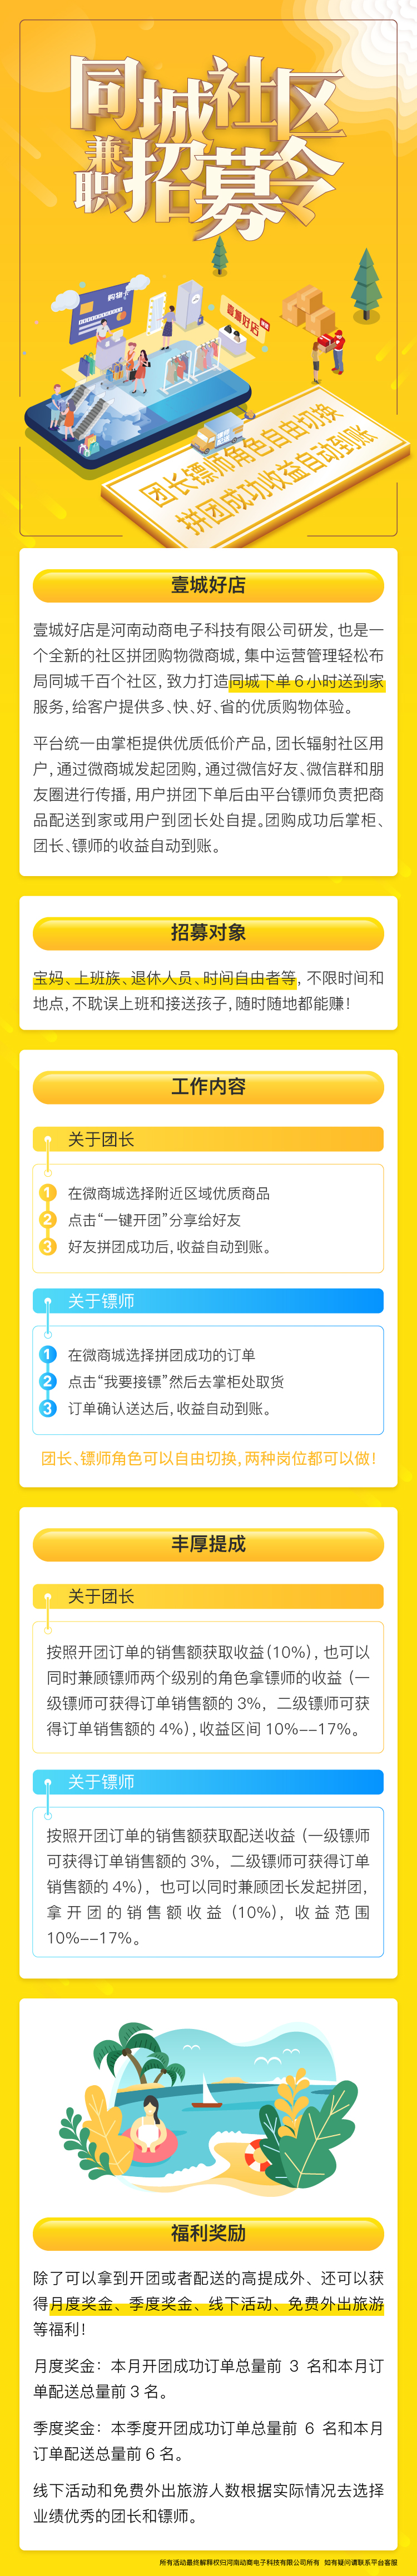 同城社区
兼职招募令
购物卡
壹城好店
团长镖师角色自由切换
拼团成功收益自动到账
壹城好店
壹城好店是河南动商电子科技有限公司研发,也是一
个全新的社区拼团购物微商城,集中运营管理轻松布
局同城千百个社区,致力打造同城下单 6 小时送到家
服务,给客户提供多、快、好、省的优质购物体验。
平台统一由掌柜提供优质低价产品,团长辐射社区用
户,通过微商城发起团购,通过微信好友、微信群和朋
友圈进行传播,用户拼团下单后由平台镖师负责把商
品配送到家或用户到团长处自提。团购成功后掌柜、
团长、镖师的收益自动到账。
招募对象
宝妈、上班族、退休人员、时间自由者等,不限时间和
地点,不耽误上班和接送孩子,随时随地都能赚!
工作内容
关于团长
1 在微商城选择附近区域优质商品
2 点击“一键开团”分享给好友
3 好友拼团成功后,收益自动到账。
关于镖师
1 在微商城选择拼团成功的订单
2 点击“我要接镖”然后去掌柜处取货
3 订单确认送达后,收益自动到账。
团长、镖师角色可以自由切换,两种岗位都可以做!
丰厚提成
关于团长
按照开团订单的销售额获取收益(10%),也可以
同时兼顾镖师两个级别的角色拿镖师的收益(一
级镖师可获得订单销售额的 3%,二级镖师可获
得订单销售额的 4%),收益区间 10%--17%。
关于镖师
按照开团订单的销售额获取配送收益(一级镖师
可获得订单销售额的 3%,二级镖师可获得订单
销售额的 4%),也可以同时兼顾团长发起拼团,
拿开团的销售额收益(10%),收益范围
10%--17%。
福利奖励
除了可以拿到开团或者配送的高提成外、还可以获
得月度奖金、季度奖金、线下活动、免费外出旅游
等福利!
月度奖金:本月开团成功订单总量前 3 名和本月订
单配送总量前 3 名。
季度奖金:本季度开团成功订单总量前 6 名和本月
订单配送总量前 6 名。
线下活动和免费外出旅游人数根据实际情况去选择
业绩优秀的团长和镖师。
所有活动最终解释权归河南动商电子科技有限公司所有 如有疑问请联系平台客服